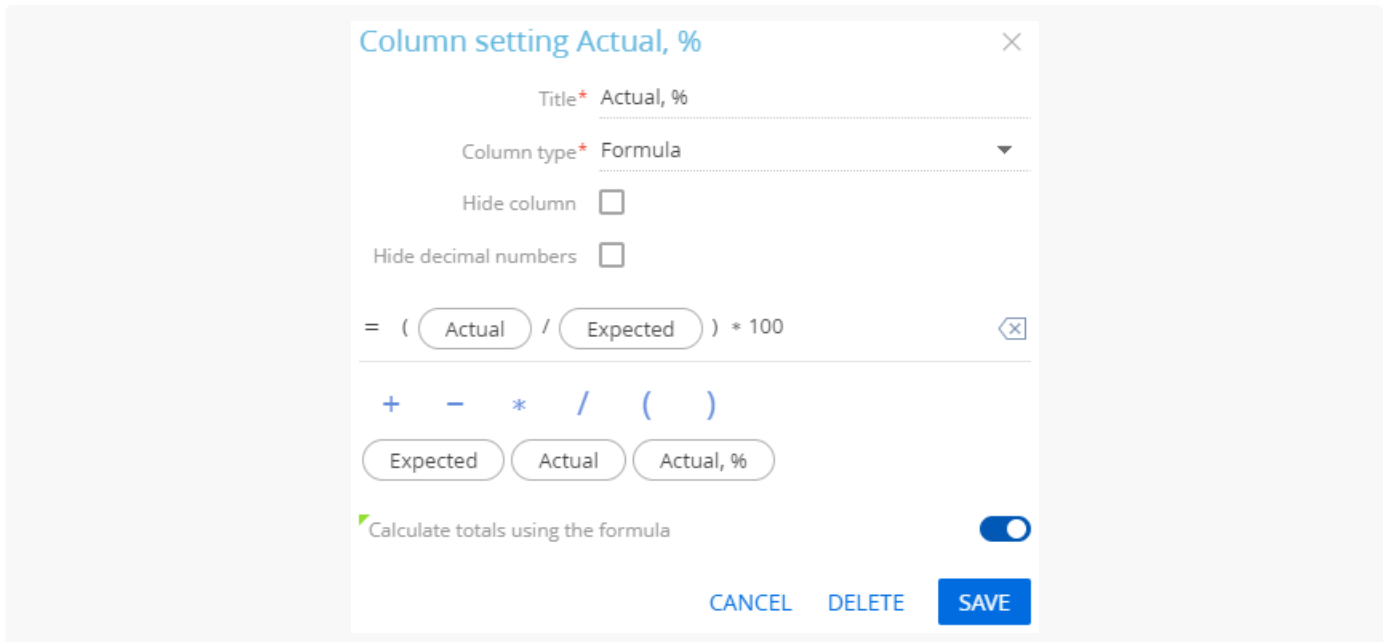 Column setting Actual, %
Title* Actual, %
Column type* Formula
Hide column
Hide decimal numbers
= ( Actual / Expected ) * 100
+ − * / ( )
Expected Actual Actual, %
Calculate totals using the formula
CANCEL DELETE SAVE